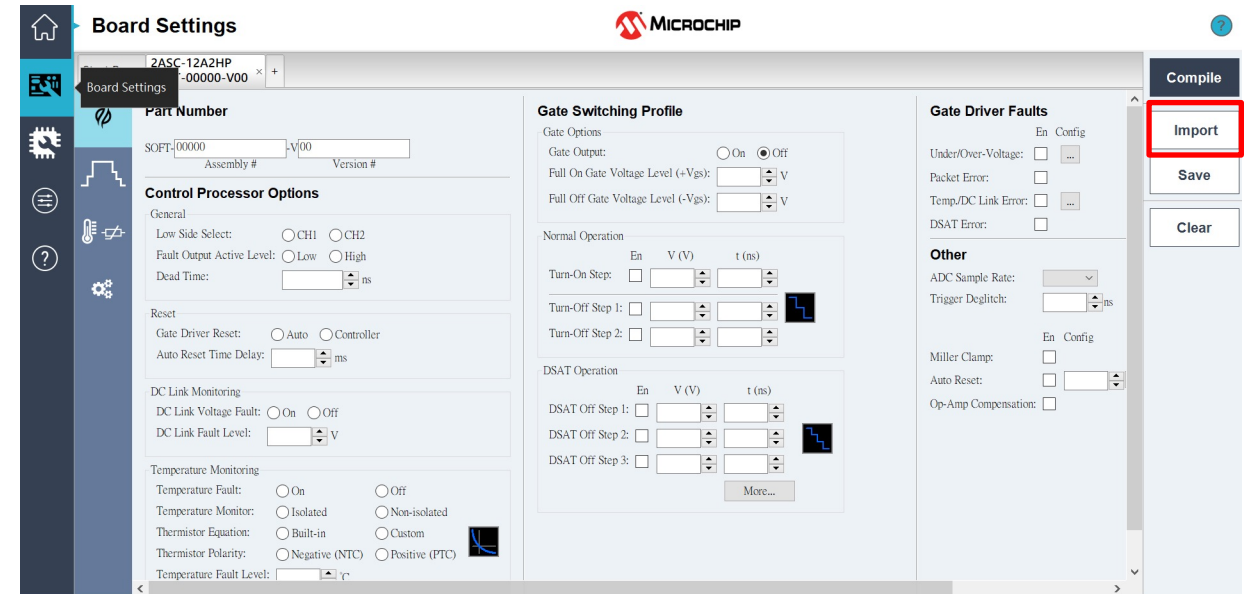 Board Settings
MICROCHIP
?
2ASC-12A2HP
-00000-V00 × +
Board Settings
Compile
Import
Save
Clear
Part Number
SOFT- 00000 -V 00
Assembly # Version #
Control Processor Options
General
Low Side Select: CH1 CH2
Fault Output Active Level: Low High
Dead Time: ns
Reset
Gate Driver Reset: Auto Controller
Auto Reset Time Delay: ms
DC Link Monitoring
DC Link Voltage Fault: On Off
DC Link Fault Level: V
Temperature Monitoring
Temperature Fault: On Off
Temperature Monitor: Isolated Non-isolated
Thermistor Equation: Built-in Custom
Thermistor Polarity: Negative (NTC) Positive (PTC)
Temperature Fault Level: °C
Gate Switching Profile
Gate Options
Gate Output: On Off
Full On Gate Voltage Level (+Vgs): V
Full Off Gate Voltage Level (-Vgs): V
Normal Operation
En V (V) t (ns)
Turn-On Step:
Turn-Off Step 1:
Turn-Off Step 2:
DSAT Operation
En V (V) t (ns)
DSAT Off Step 1:
DSAT Off Step 2:
DSAT Off Step 3:
More...
Gate Driver Faults
En Config
Under/Over-Voltage: ...
Packet Error:
Temp./DC Link Error: ...
DSAT Error:
Other
ADC Sample Rate:
Trigger Deglitch: ns
En Config
Miller Clamp:
Auto Reset:
Op-Amp Compensation: